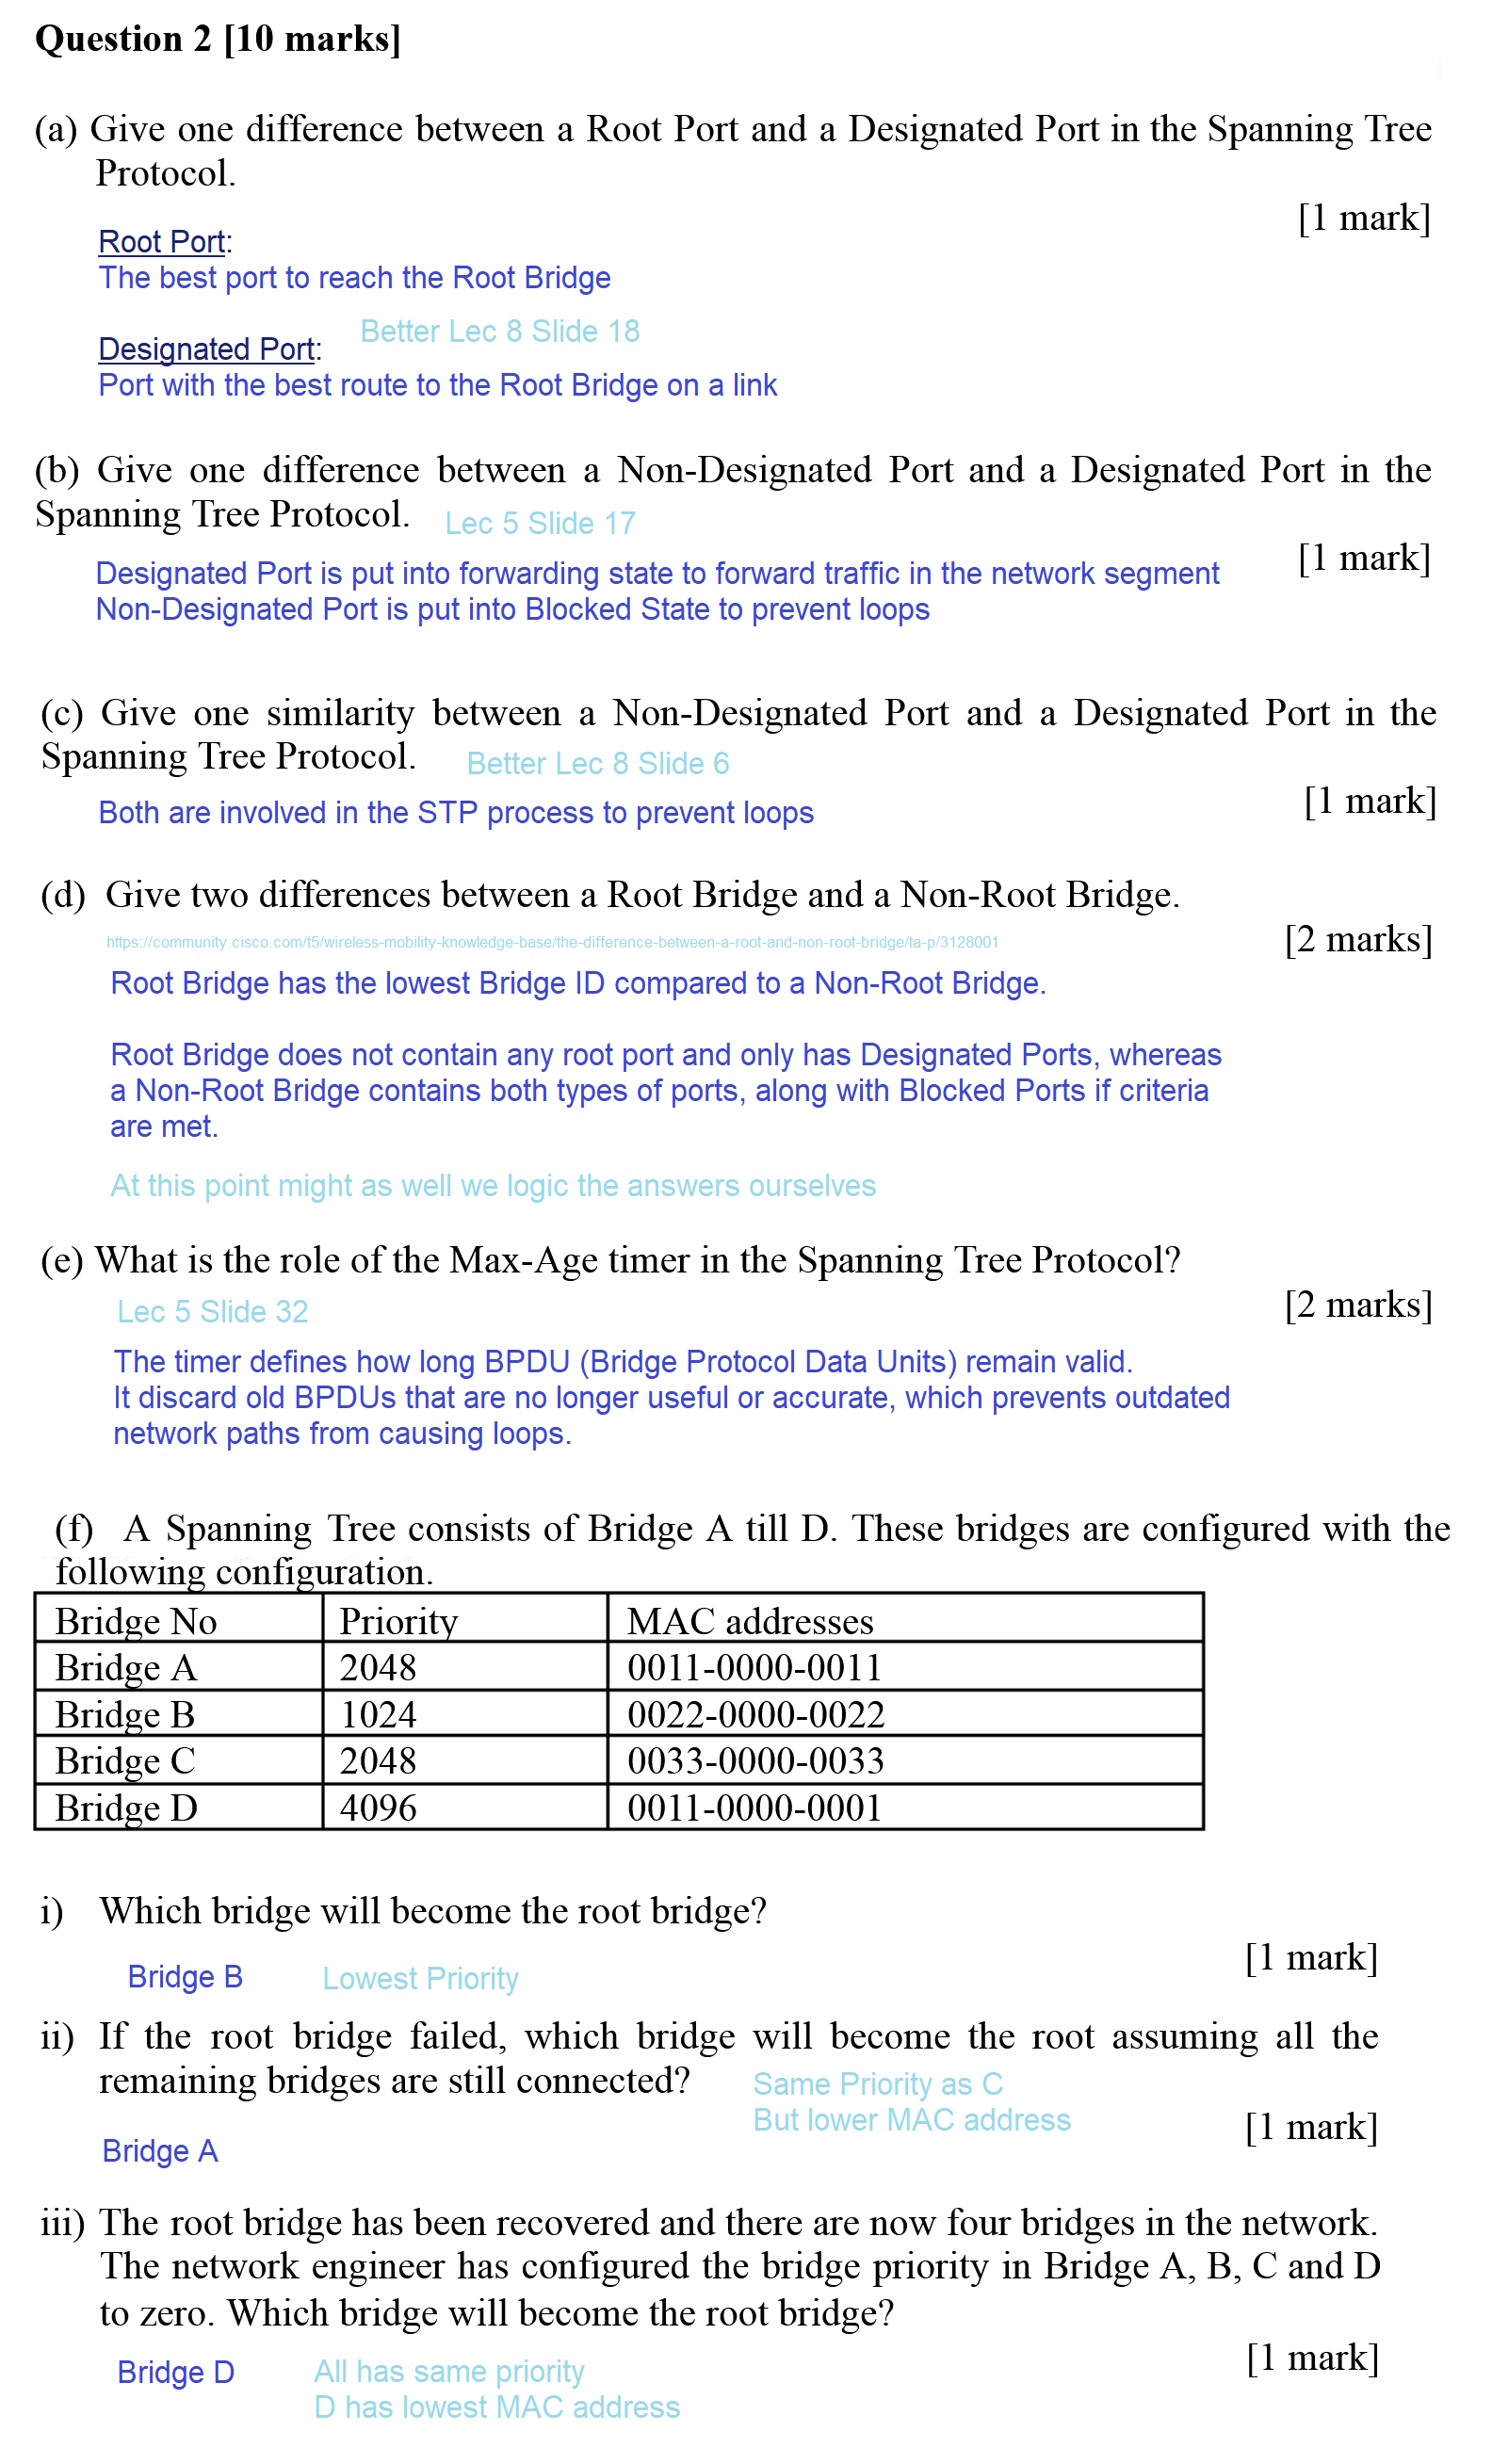 Question 2 [10 marks]
(a) Give one difference between a Root Port and a Designated Port in the Spanning Tree
Protocol.
[1 mark]
Root Port:
The best port to reach the Root Bridge
Better Lec 8 Slide 18
Designated Port:
Port with the best route to the Root Bridge on a link
(b) Give one difference between a Non-Designated Port and a Designated Port in the
Spanning Tree Protocol. Lec 5 Slide 17
[1 mark]
Designated Port is put into forwarding state to forward traffic in the network segment
Non-Designated Port is put into Blocked State to prevent loops
(c) Give one similarity between a Non-Designated Port and a Designated Port in the
Spanning Tree Protocol. Better Lec 8 Slide 6
[1 mark]
Both are involved in the STP process to prevent loops
(d) Give two differences between a Root Bridge and a Non-Root Bridge.
https://community.cisco.com/t5/wireless-mobility-knowledge-base/the-difference-between-a-root-and-non-root-bridge/ta-p/3128001
[2 marks]
Root Bridge has the lowest Bridge ID compared to a Non-Root Bridge.
Root Bridge does not contain any root port and only has Designated Ports, whereas
a Non-Root Bridge contains both types of ports, along with Blocked Ports if criteria
are met.
At this point might as well we logic the answers ourselves
(e) What is the role of the Max-Age timer in the Spanning Tree Protocol?
Lec 5 Slide 32
[2 marks]
The timer defines how long BPDU (Bridge Protocol Data Units) remain valid.
It discard old BPDUs that are no longer useful or accurate, which prevents outdated
network paths from causing loops.
(f) A Spanning Tree consists of Bridge A till D. These bridges are configured with the
following configuration.
Bridge No Priority MAC addresses
Bridge A 2048 0011-0000-0011
Bridge B 1024 0022-0000-0022
Bridge C 2048 0033-0000-0033
Bridge D 4096 0011-0000-0001
i) Which bridge will become the root bridge?
[1 mark]
Bridge B Lowest Priority
ii) If the root bridge failed, which bridge will become the root assuming all the
remaining bridges are still connected? Same Priority as C
But lower MAC address
[1 mark]
Bridge A
iii) The root bridge has been recovered and there are now four bridges in the network.
The network engineer has configured the bridge priority in Bridge A, B, C and D
to zero. Which bridge will become the root bridge?
[1 mark]
Bridge D All has same priority
D has lowest MAC address